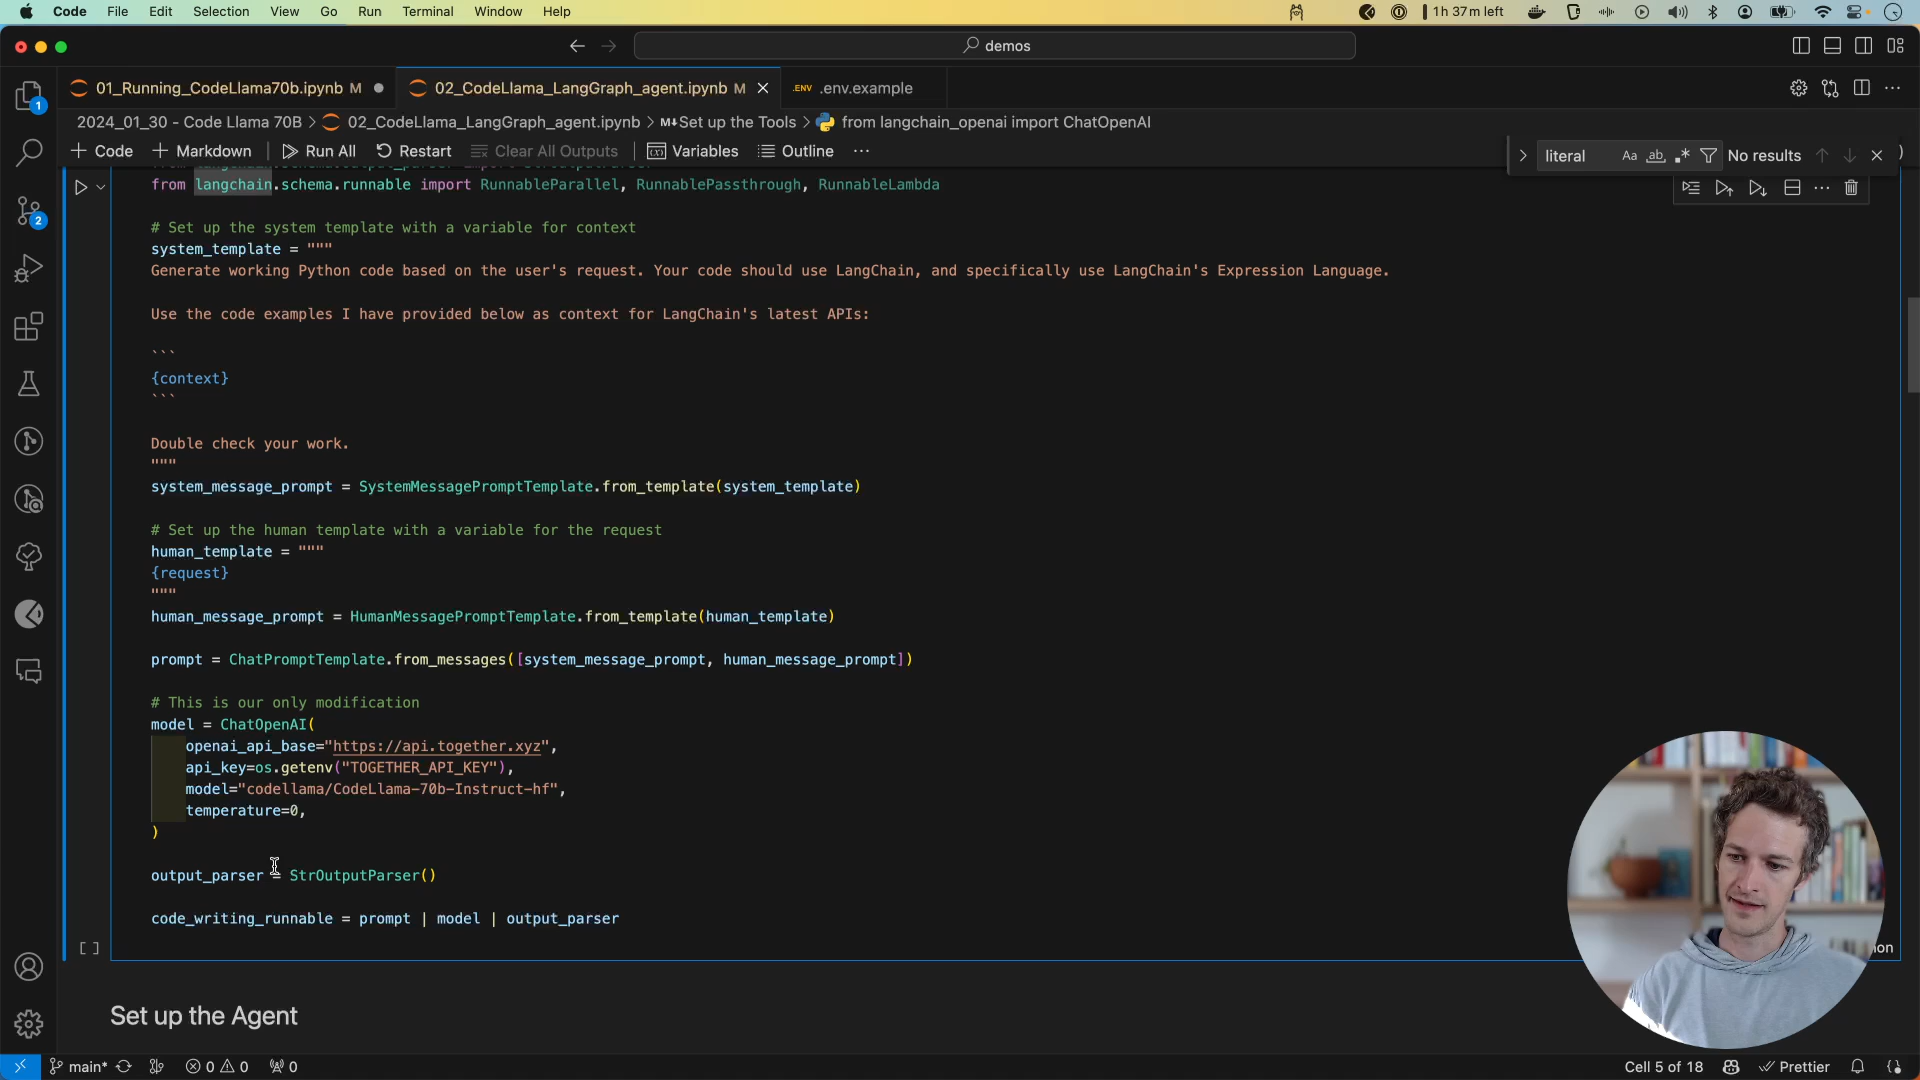 Code File Edit Selection View Go Run Terminal Window Help 1h 37m left
demos
01_Running_CodeLlama70b.ipynb M 02_CodeLlama_LangGraph_agent.ipynb M .ENV .env.example
2024_01_30 - Code Llama 70B > 02_CodeLlama_LangGraph_agent.ipynb > M↓Set up the Tools > from langchain_openai import ChatOpenAI
+ Code + Markdown Run All Restart Clear All Outputs Variables Outline ...
literal Aa ab .* No results
from langchain.schema.runnable import RunnableParallel, RunnablePassthrough, RunnableLambda
# Set up the system template with a variable for context
system_template = """
Generate working Python code based on the user's request. Your code should use LangChain, and specifically use LangChain's Expression Language.
Use the code examples I have provided below as context for LangChain's latest APIs:
```
{context}
```
Double check your work.
"""
system_message_prompt = SystemMessagePromptTemplate.from_template(system_template)
# Set up the human template with a variable for the request
human_template = """
{request}
"""
human_message_prompt = HumanMessagePromptTemplate.from_template(human_template)
prompt = ChatPromptTemplate.from_messages([system_message_prompt, human_message_prompt])
# This is our only modification
model = ChatOpenAI(
openai_api_base="https://api.together.xyz",
api_key=os.getenv("TOGETHER_API_KEY"),
model="codellama/CodeLlama-70b-Instruct-hf",
temperature=0,
)
output_parser = StrOutputParser()
code_writing_runnable = prompt | model | output_parser
[ ]
Set up the Agent
1
2
main* 0 0 0 Cell 5 of 18 Prettier